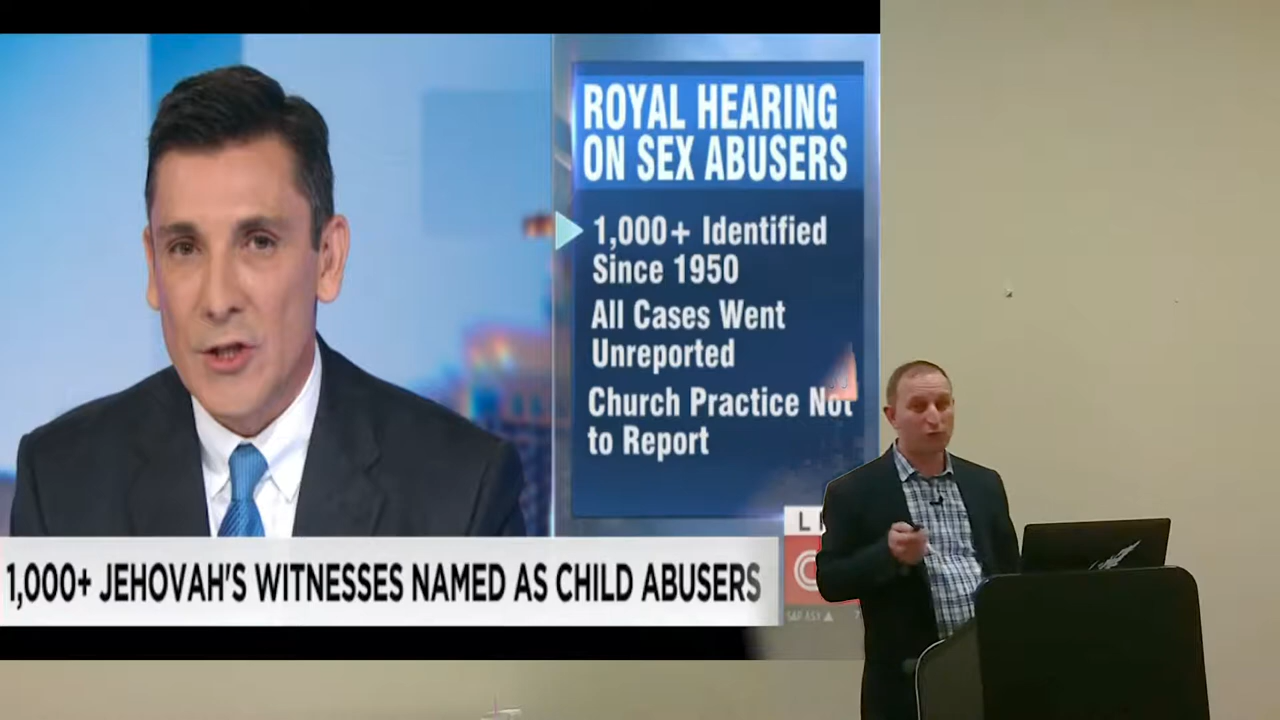 ROYAL HEARING
ON SEX ABUSERS
1,000+ Identified
Since 1950
All Cases Went
Unreported
Church Practice Not
to Report
1,000+ JEHOVAH'S WITNESSES NAMED AS CHILD ABUSERS